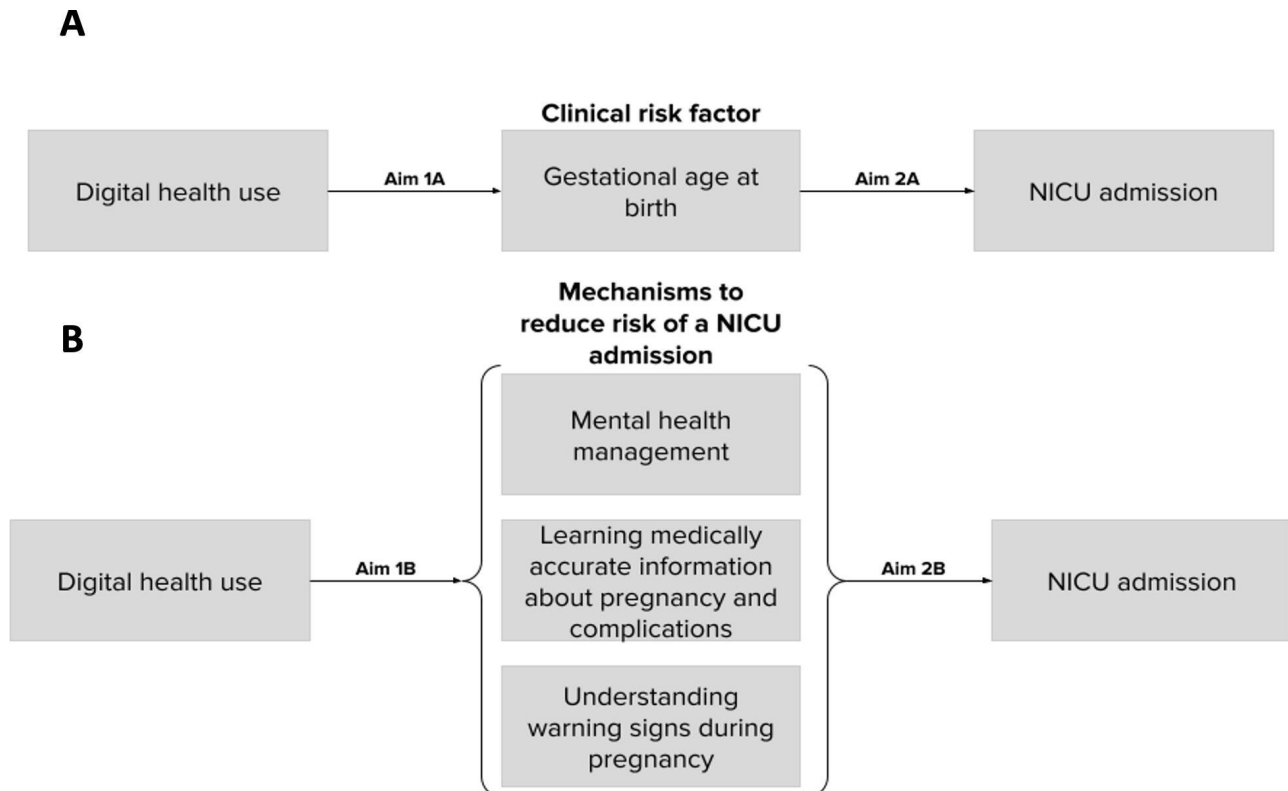 A
Clinical risk factor
Digital health use
Aim 1A
Gestational age at
birth
Aim 2A
NICU admission
Mechanisms to
reduce risk of a NICU
admission
B
Mental health
management
Digital health use
Aim 1B
Learning medically
accurate information
about pregnancy and
complications
Aim 2B
NICU admission
Understanding
warning signs during
pregnancy